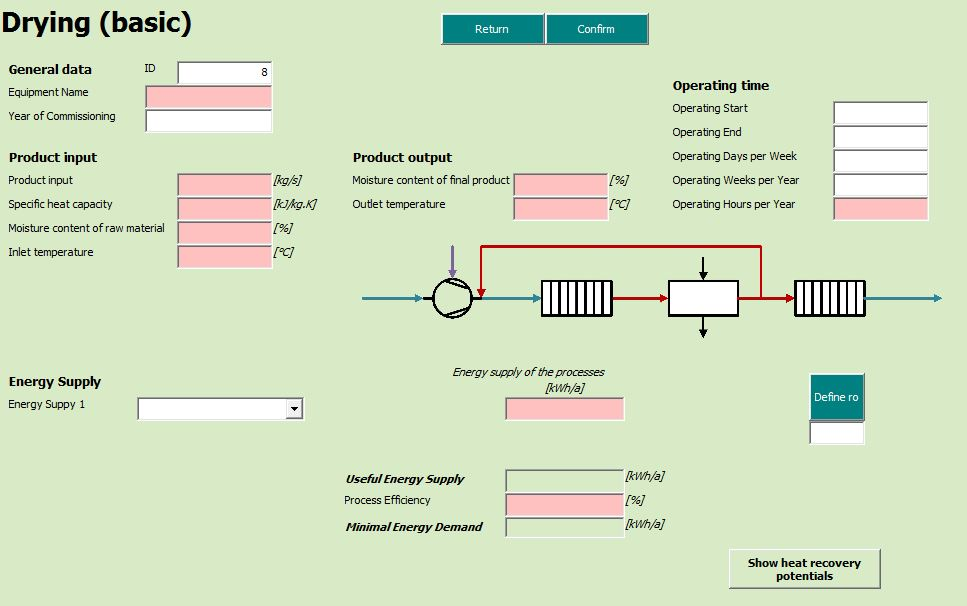 Drying (basic)
Return
Confirm
General data
ID
8
Equipment Name
Year of Commissioning
Operating time
Operating Start
Operating End
Operating Days per Week
Operating Weeks per Year
Operating Hours per Year
Product input
Product input
[kg/s]
Specific heat capacity
[kJ/kg.K]
Moisture content of raw material
[%]
Inlet temperature
[°C]
Product output
Moisture content of final product
[%]
Outlet temperature
[°C]
Energy Supply
Energy Suppy 1
Energy supply of the processes
[kWh/a]
Define ro
Useful Energy Supply
[kWh/a]
Process Efficiency
[%]
Minimal Energy Demand
[kWh/a]
Show heat recovery
potentials